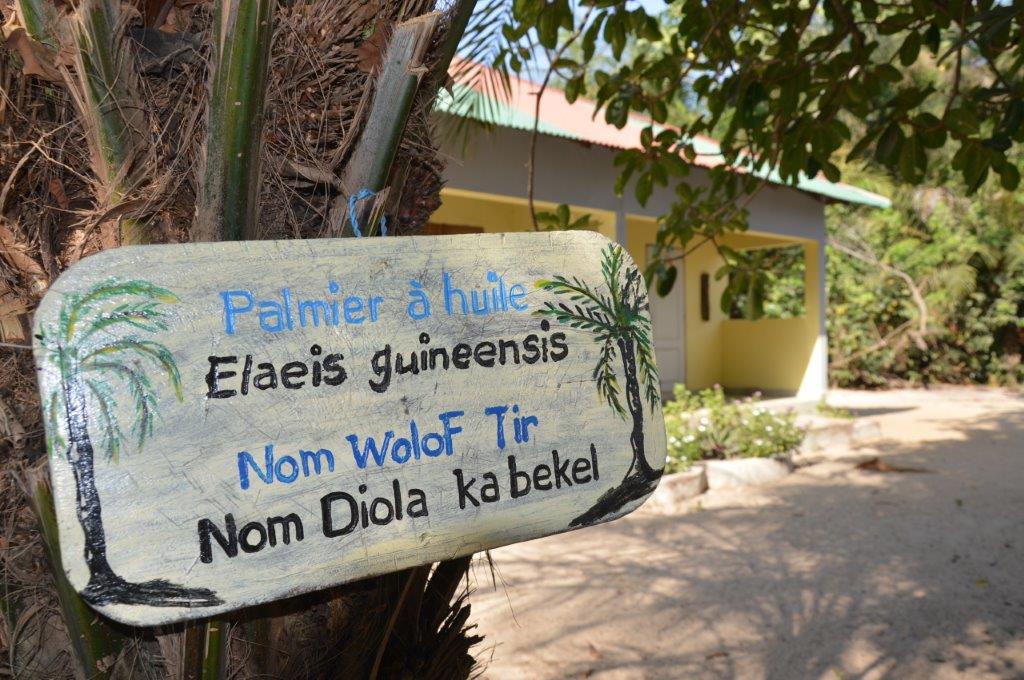 Palmier à huile
Elaeis guineensis
Nom Wolof Tir
Nom Diola ka bekel